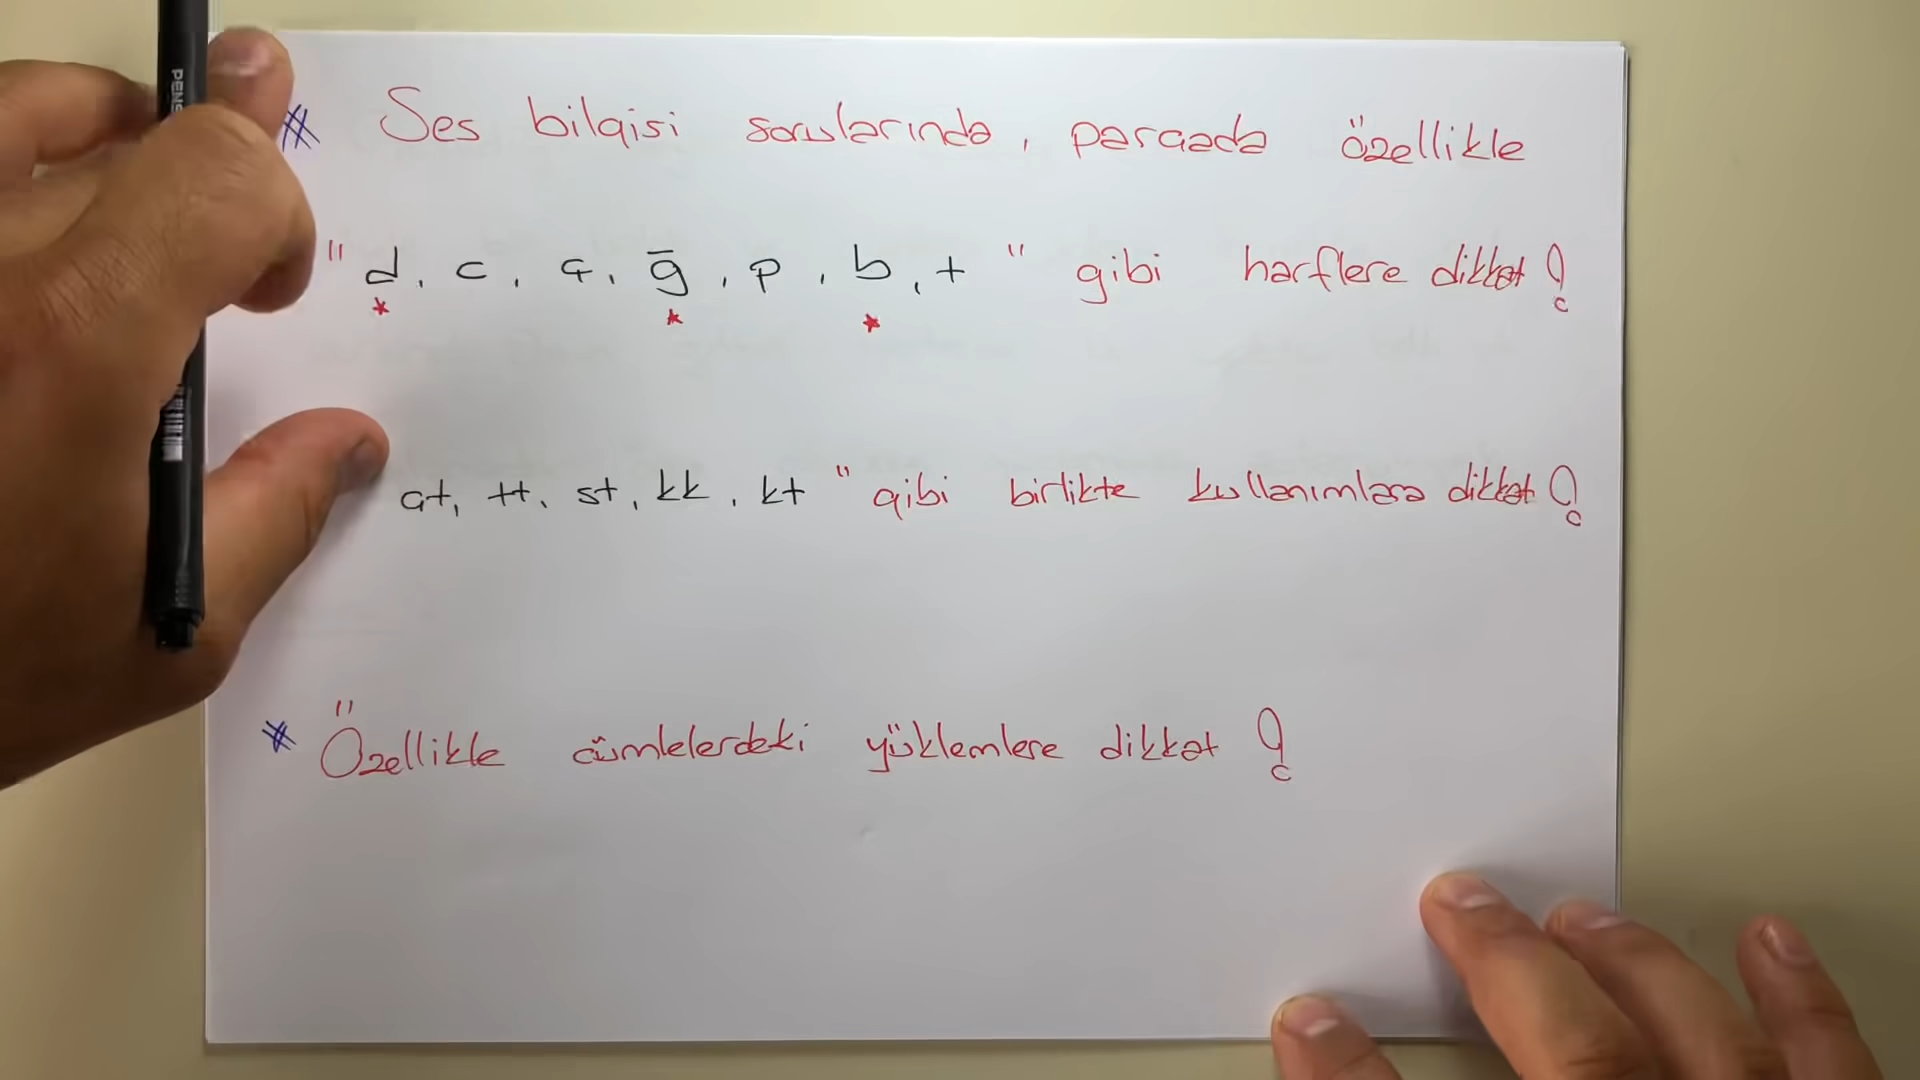 * Ses bilgisi sorularında, parçada özellikle
" d, c, ç, ğ, p, b, t " gibi harflere dikkat !
çt, tt, st, kk, kt " gibi birlikte kullanımlara dikkat !
* Özellikle cümlelerdeki yüklemlere dikkat !